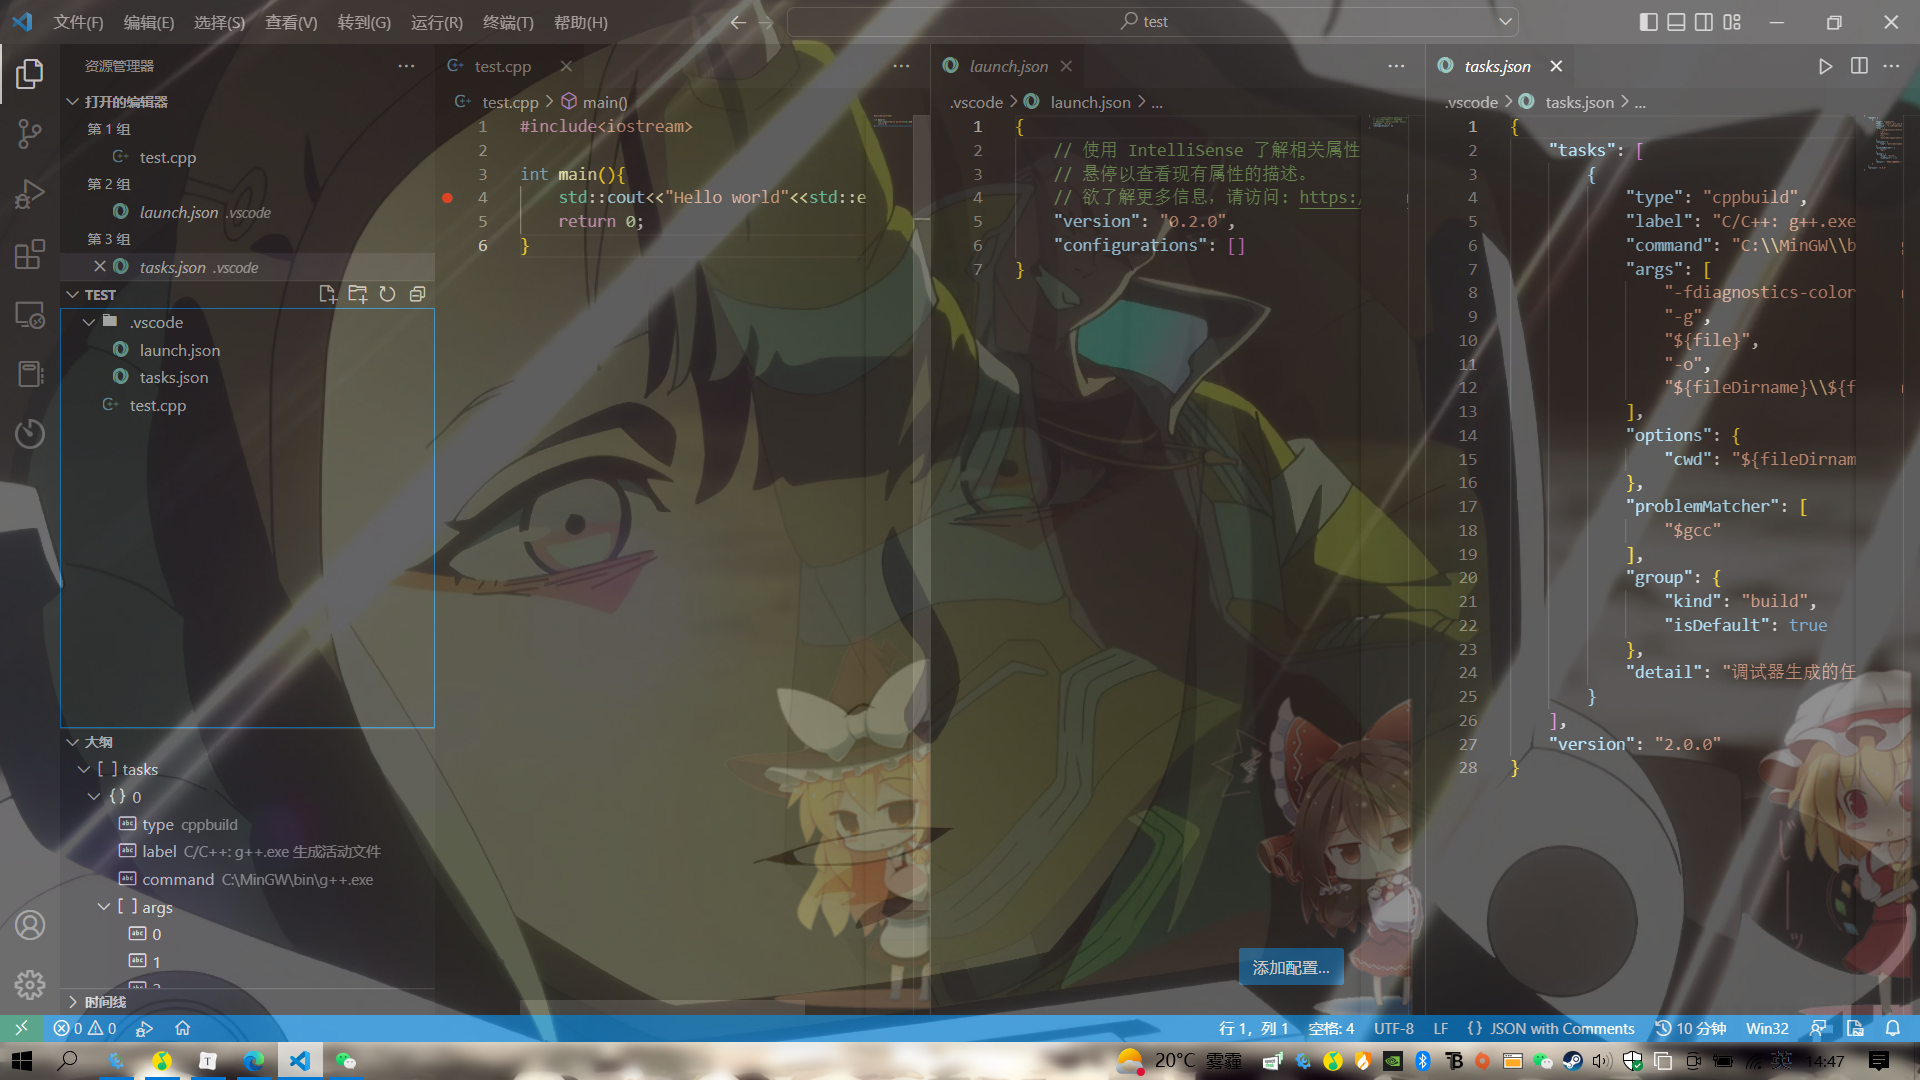 文件(F) 编辑(E) 选择(S) 查看(V) 转到(G) 运行(R) 终端(T) 帮助(H)
test
资源管理器
打开的编辑器
第 1 组
test.cpp
第 2 组
launch.json .vscode
第 3 组
tasks.json .vscode
TEST
.vscode
launch.json
tasks.json
test.cpp
大纲
[ ] tasks
{} 0
type cppbuild
label C/C++: g++.exe 生成活动文件
command C:\MinGW\bin\g++.exe
[ ] args
0
1
时间线
test.cpp
test.cpp > main()
1 #include<iostream>
2
3 int main(){
4 std::cout<<"Hello world"<<std::e
5 return 0;
6 }
launch.json
.vscode > launch.json > ...
1 {
2 // 使用 IntelliSense 了解相关属性
3 // 悬停以查看现有属性的描述。
4 // 欲了解更多信息，请访问: https:/
5 "version": "0.2.0",
6 "configurations": []
7 }
添加配置...
tasks.json
.vscode > tasks.json > ...
1 {
2 "tasks": [
3 {
4 "type": "cppbuild",
5 "label": "C/C++: g++.exe
6 "command": "C:\\MinGW\\b
7 "args": [
8 "-fdiagnostics-color
9 "-g",
10 "${file}",
11 "-o",
12 "${fileDirname}\\${f
13 ],
14 "options": {
15 "cwd": "${fileDirnam
16 },
17 "problemMatcher": [
18 "$gcc"
19 ],
20 "group": {
21 "kind": "build",
22 "isDefault": true
23 },
24 "detail": "调试器生成的任
25 }
26 ],
27 "version": "2.0.0"
28 }
0 0
行 1，列 1 空格: 4 UTF-8 LF {} JSON with Comments 10 分钟 Win32
20°C 雾霾 英 14:47